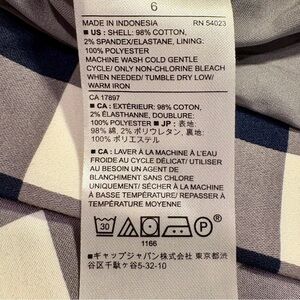 6
MADE IN INDONESIA RN 54023
■ US : SHELL: 98% COTTON,
2% SPANDEX/ELASTANE, LINING:
100% POLYESTER
MACHINE WASH COLD GENTLE
CYCLE/ ONLY NON-CHLORINE BLEACH
WHEN NEEDED/ TUMBLE DRY LOW/
WARM IRON
CA 17897
■ CA : EXTÉRIEUR: 98% COTON,
2% ÉLASTHANNE, DOUBLURE:
100% POLYESTER ■ JP : 表地:
98% 綿, 2% ポリウレタン, 裏地:
100% ポリエステル
■ CA : LAVER À LA MACHINE À L'EAU
FROIDE AU CYCLE DÉLICAT/ UTILISER
AU BESOIN UN AGENT DE
BLANCHIMENT SANS CHLORE
UNIQUEMENT/ SÉCHER À LA MACHINE
À BASSE TEMPÉRATURE/ REPASSER À
TEMPÉRATURE MOYENNE
30 P
1166
■ギャップジャパン(株) 東京都渋
谷区千駄ヶ谷5-32-10